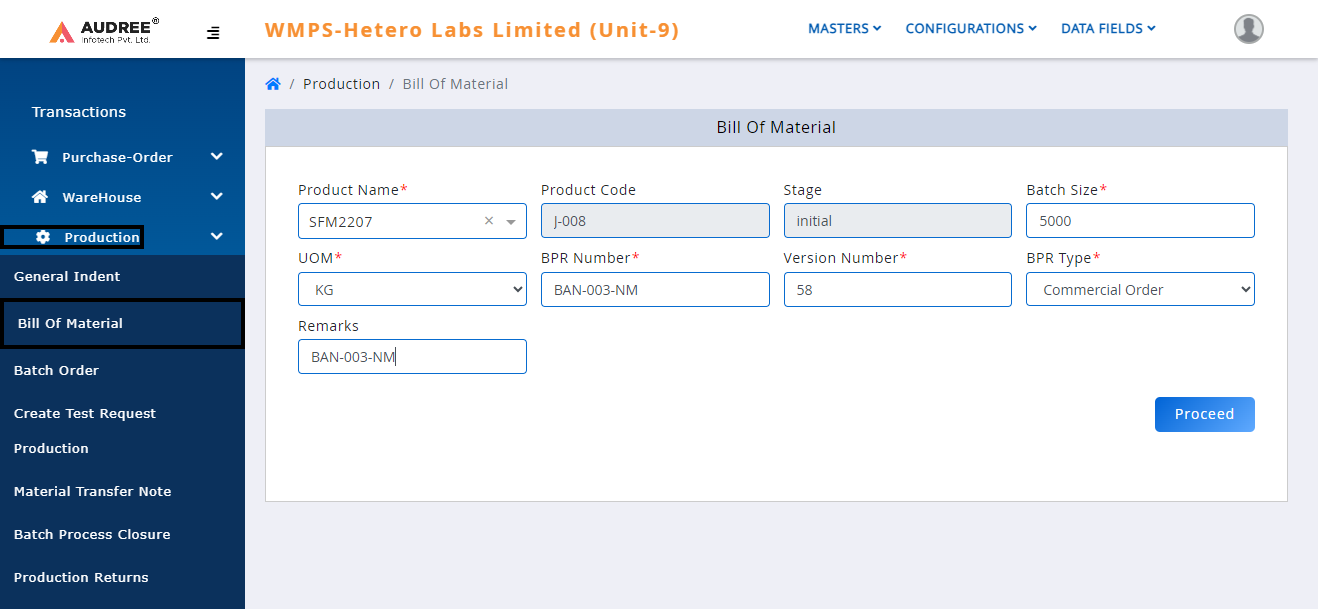 AUDREE®
Infotech Pvt. Ltd.
WMPS-Hetero Labs Limited (Unit-9)
MASTERS CONFIGURATIONS DATA FIELDS
Transactions
Purchase-Order
WareHouse
Production
General Indent
Bill Of Material
Batch Order
Create Test Request
Production
Material Transfer Note
Batch Process Closure
Production Returns
/ Production / Bill Of Material
Bill Of Material
Product Name* Product Code Stage Batch Size*
SFM2207 × J-008 initial 5000
UOM* BPR Number* Version Number* BPR Type*
KG BAN-003-NM 58 Commercial Order
Remarks
BAN-003-NM
Proceed